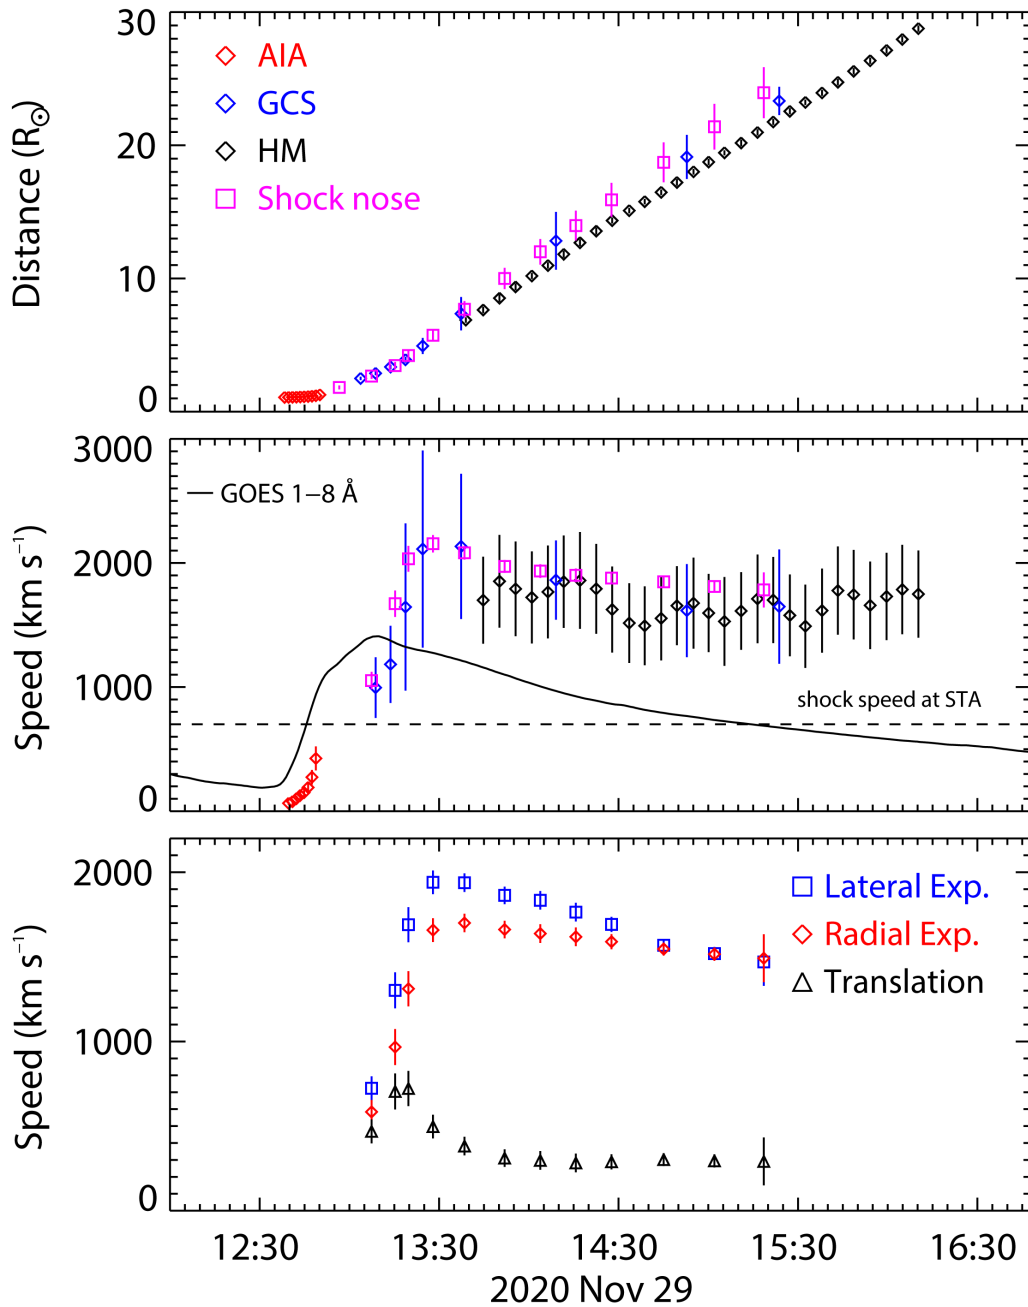 30
20
10
0
Distance (R☉)
AIA
GCS
HM
Shock nose
3000
2000
1000
0
Speed (km s⁻¹)
GOES 1−8 Å
shock speed at STA
2000
1000
0
Speed (km s⁻¹)
Lateral Exp.
Radial Exp.
Translation
12:30 13:30 14:30 15:30 16:30
2020 Nov 29